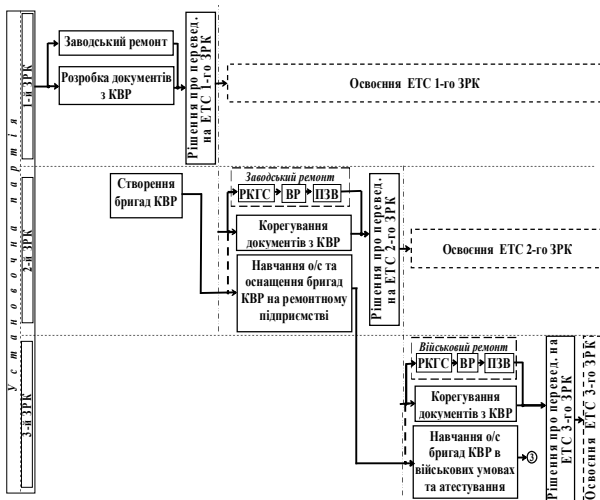 Установочна партія
1-й ЗРК
Заводський ремонт
Розробка документів
з КВР
Рішення про перевед.
на ЕТС 1-го ЗРК
Освоєння ЕТС 1-го ЗРК
2-й ЗРК
Створення
бригад КВР
Заводський ремонт
РКГС
ВР
ПЗВ
Корегування
документів з КВР
Навчання о/с та
оснащення бригад
КВР на ремонтному
підприємстві
Рішення про перевед.
на ЕТС 2-го ЗРК
Освоєння ЕТС 2-го ЗРК
3-й ЗРК
Військовий ремонт
РКГС
ВР
ПЗВ
Корегування
документів з КВР
Навчання о/с
бригад КВР в
військових умовах
та атестування
3
Рішення про перевед. на
ЕТС 3-го ЗРК
Освоєння ЕТС 3-го ЗРК